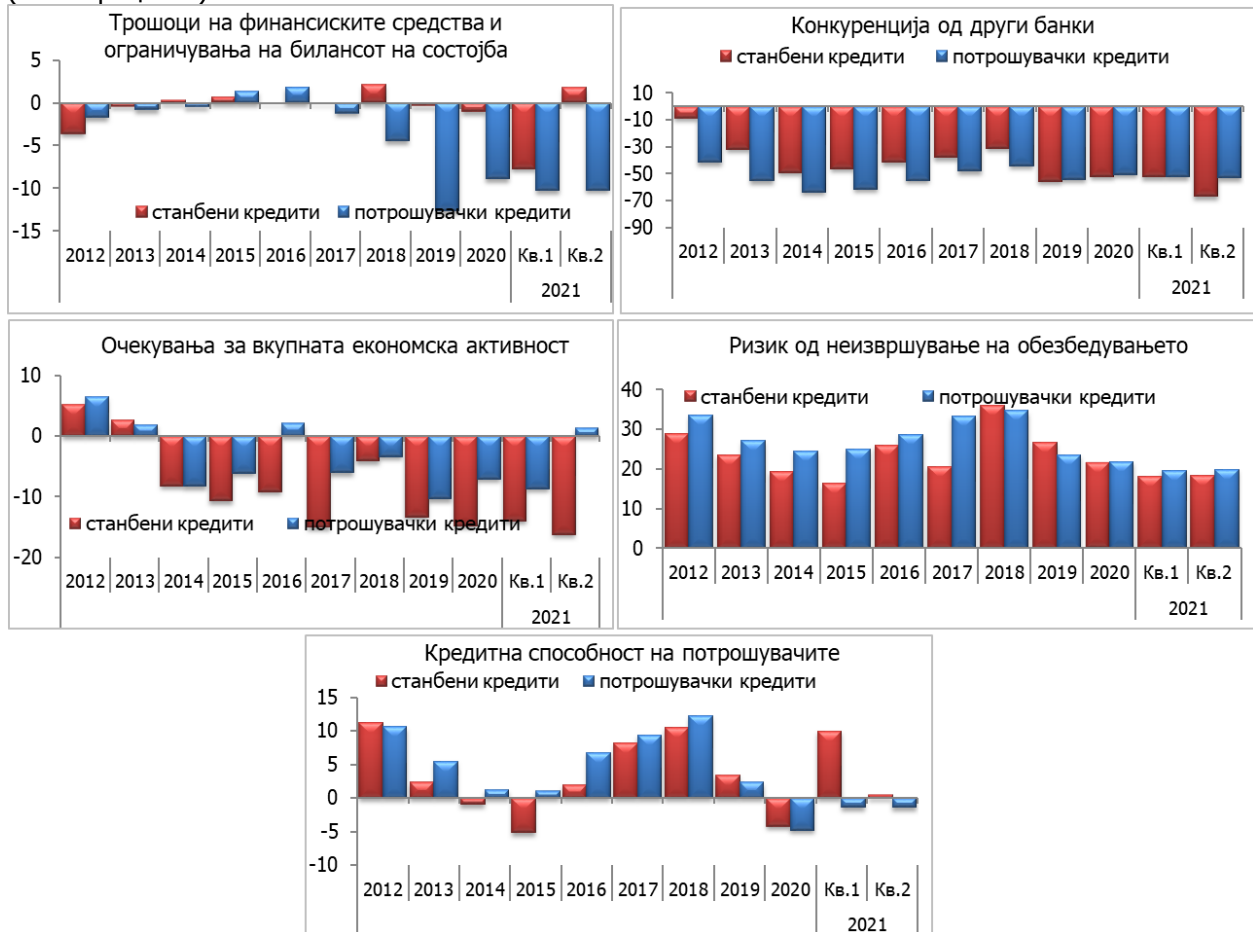 Трошоци на финансиските средства и
ограничувања на билансот на состојба
5
0
-5
-10
-15
станбени кредити потрошувачки кредити
2012 2013 2014 2015 2016 2017 2018 2019 2020 Кв.1 Кв.2
2021
Конкуренција од други банки
станбени кредити потрошувачки кредити
10
-10
-30
-50
-70
-90
2012 2013 2014 2015 2016 2017 2018 2019 2020 Кв.1 Кв.2
2021
Очекувања за вкупната економска активност
10
0
-10
-20
станбени кредити потрошувачки кредити
2012 2013 2014 2015 2016 2017 2018 2019 2020 Кв.1 Кв.2
2021
Ризик од неизвршување на обезбедувањето
40
30
20
10
0
станбени кредити потрошувачки кредити
2012 2013 2014 2015 2016 2017 2018 2019 2020 Кв.1 Кв.2
2021
Кредитна способност на потрошувачите
станбени кредити потрошувачки кредити
15
10
5
0
-5
-10
2012 2013 2014 2015 2016 2017 2018 2019 2020 Кв.1 Кв.2
2021